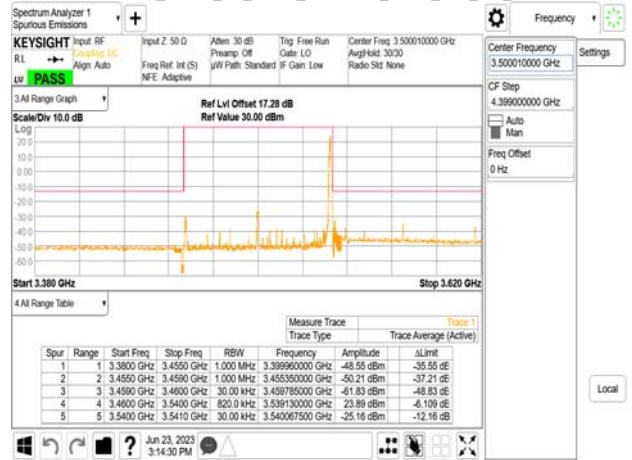 Spectrum Analyzer 1
Spurious Emissions
+
Frequency
KEYSIGHT Input: RF Input Z: 50 Ω Atten: 30 dB Trig: Free Run Center Freq: 3.500010000 GHz
RL Coupling: DC Preamp: Off Gate: LO Avg|Hold: 30/30
Align: Auto Freq Ref: Int (S) µW Path: Standard IF Gain: Low Radio Std: None
NFE: Adaptive
LU PASS
Center Frequency
3.500010000 GHz
Settings
CF Step
4.399000000 GHz
Auto
Man
Freq Offset
0 Hz
3 All Range Graph
Ref Lvl Offset 17.28 dB
Scale/Div 10.0 dB Ref Value 30.00 dBm
Log
20.0
10.0
0.00
-10.0
-20.0
-30.0
-40.0
-50.0
-60.0
Start 3.380 GHz Stop 3.620 GHz
4 All Range Table
Measure Trace Trace 1
Trace Type Trace Average (Active)
Spur Range Start Freq Stop Freq RBW Frequency Amplitude ΔLimit
1 1 3.3800 GHz 3.4550 GHz 1.000 MHz 3.399960000 GHz -48.55 dBm -35.55 dB
2 2 3.4550 GHz 3.4590 GHz 1.000 MHz 3.455350000 GHz -50.21 dBm -37.21 dB
3 3 3.4590 GHz 3.4600 GHz 30.00 kHz 3.459785000 GHz -61.83 dBm -48.83 dB
4 4 3.4600 GHz 3.5400 GHz 820.0 kHz 3.539130000 GHz 23.89 dBm -6.109 dB
5 5 3.5400 GHz 3.5410 GHz 30.00 kHz 3.540067500 GHz -25.16 dBm -12.16 dB
Local
?
Jun 23, 2023
3:14:30 PM